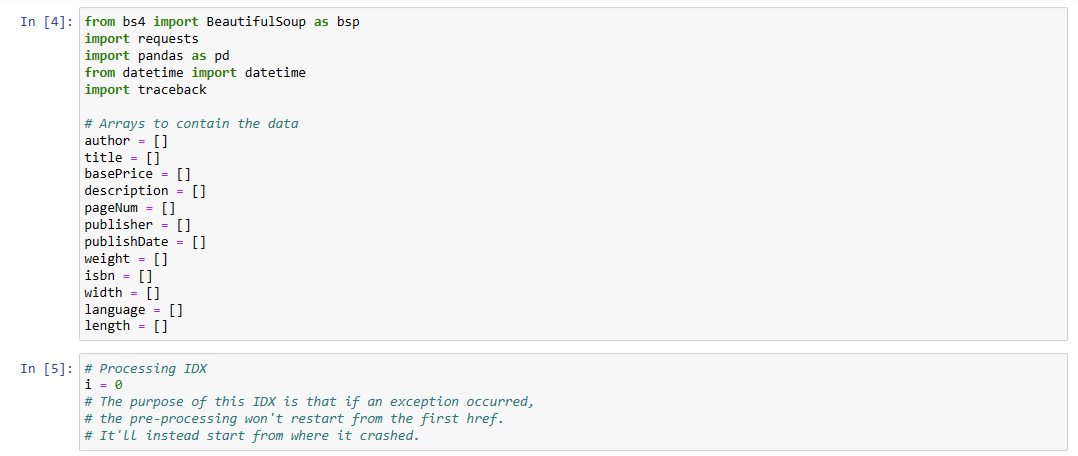 In [4]: from bs4 import BeautifulSoup as bsp
import requests
import pandas as pd
from datetime import datetime
import traceback
# Arrays to contain the data
author = []
title = []
basePrice = []
description = []
pageNum = []
publisher = []
publishDate = []
weight = []
isbn = []
width = []
language = []
length = []
In [5]: # Processing IDX
i = 0
# The purpose of this IDX is that if an exception occurred,
# the pre-processing won't restart from the first href.
# It'll instead start from where it crashed.